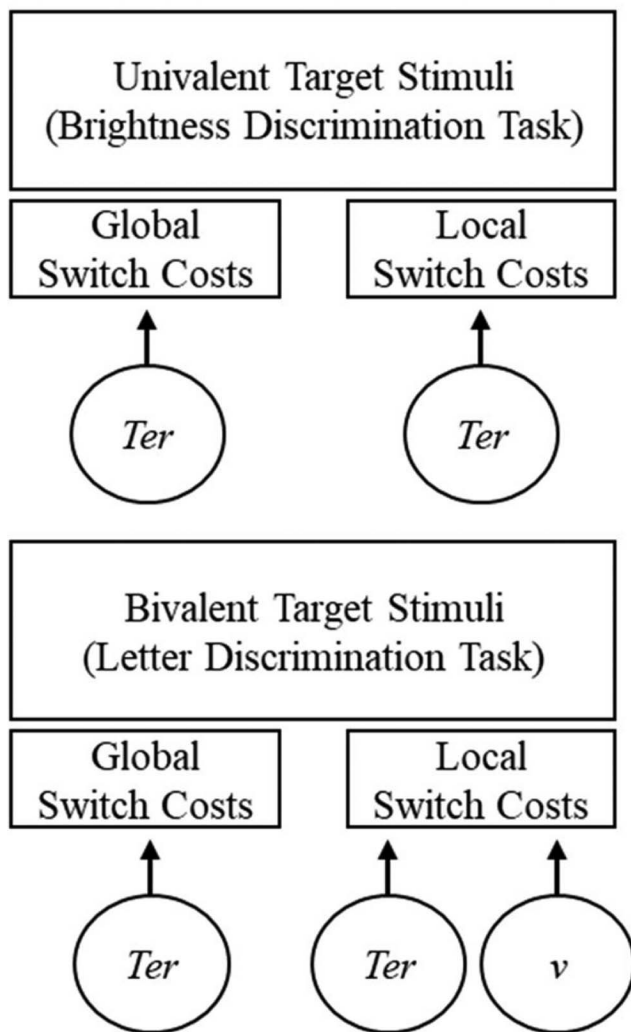 Univalent Target Stimuli
(Brightness Discrimination Task)
Global
Switch Costs
Local
Switch Costs
Ter
Ter
Bivalent Target Stimuli
(Letter Discrimination Task)
Global
Switch Costs
Local
Switch Costs
Ter
Ter
v